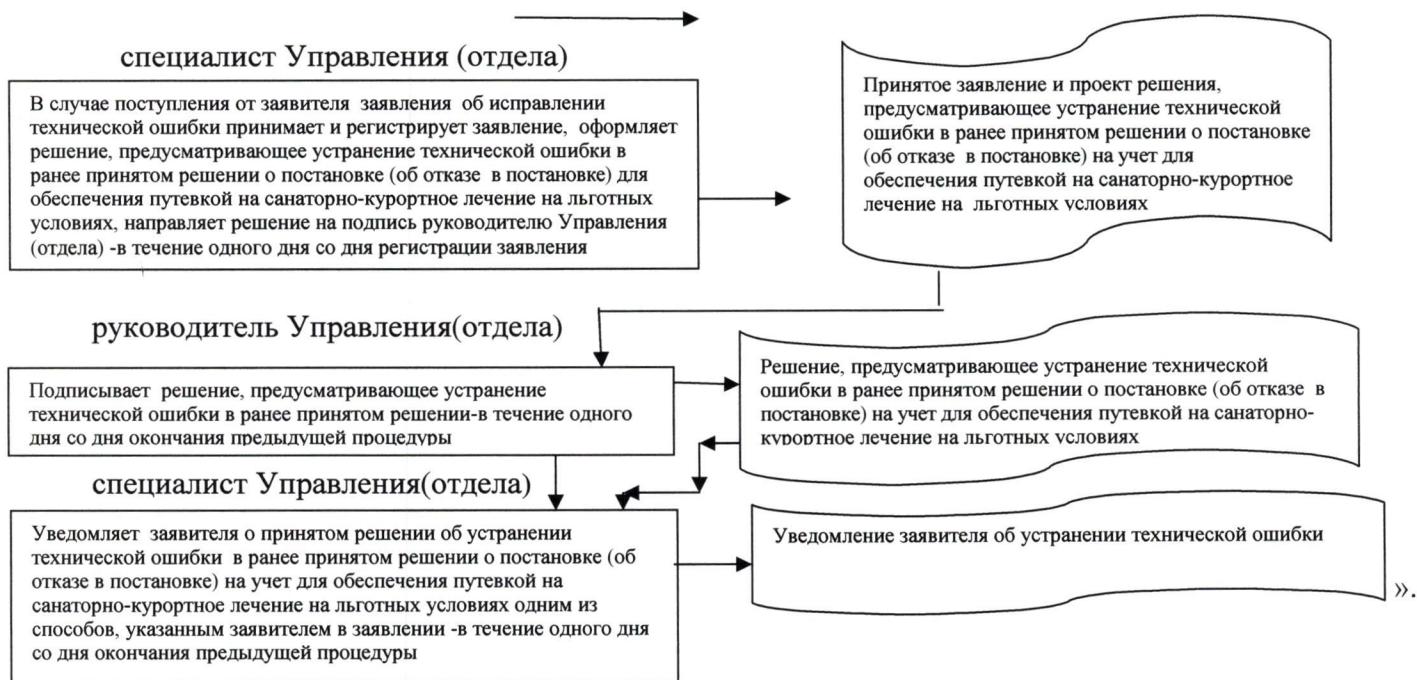 специалист Управления (отдела)
В случае поступления от заявителя заявления об исправлении
технической ошибки принимает и регистрирует заявление, оформляет
решение, предусматривающее устранение технической ошибки в
ранее принятом решении о постановке (об отказе в постановке) для
обеспечения путевкой на санаторно-курортное лечение на льготных
условиях, направляет решение на подпись руководителю Управления
(отдела) -в течение одного дня со дня регистрации заявления
Принятое заявление и проект решения,
предусматривающее устранение технической
ошибки в ранее принятом решении о постановке
(об отказе в постановке) на учет для
обеспечения путевкой на санаторно-курортное
лечение на льготных условиях
руководитель Управления(отдела)
Подписывает решение, предусматривающее устранение
технической ошибки в ранее принятом решении-в течение одного
дня со дня окончания предыдущей процедуры
Решение, предусматривающее устранение технической
ошибки в ранее принятом решении о постановке (об отказе в
постановке) на учет для обеспечения путевкой на санаторно-
курортное лечение на льготных условиях
специалист Управления(отдела)
Уведомляет заявителя о принятом решении об устранении
технической ошибки в ранее принятом решении о постановке (об
отказе в постановке) на учет для обеспечения путевкой на
санаторно-курортное лечение на льготных условиях одним из
способов, указанным заявителем в заявлении -в течение одного дня
со дня окончания предыдущей процедуры
Уведомление заявителя об устранении технической ошибки
».